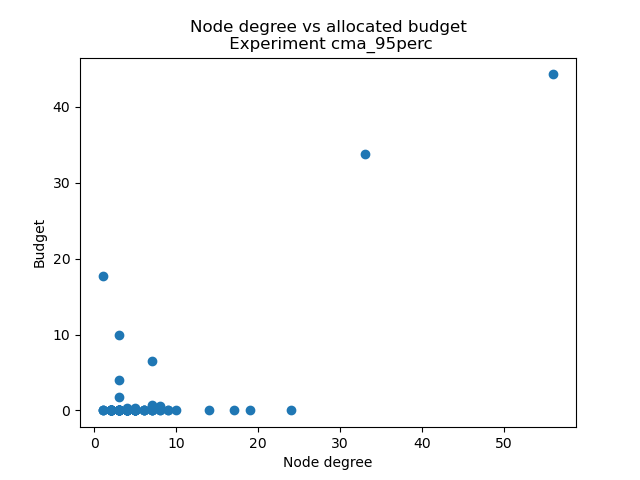 Node degree vs allocated budget
Experiment cma_95perc
40
30
20
10
0
Budget
0 10 20 30 40 50
Node degree